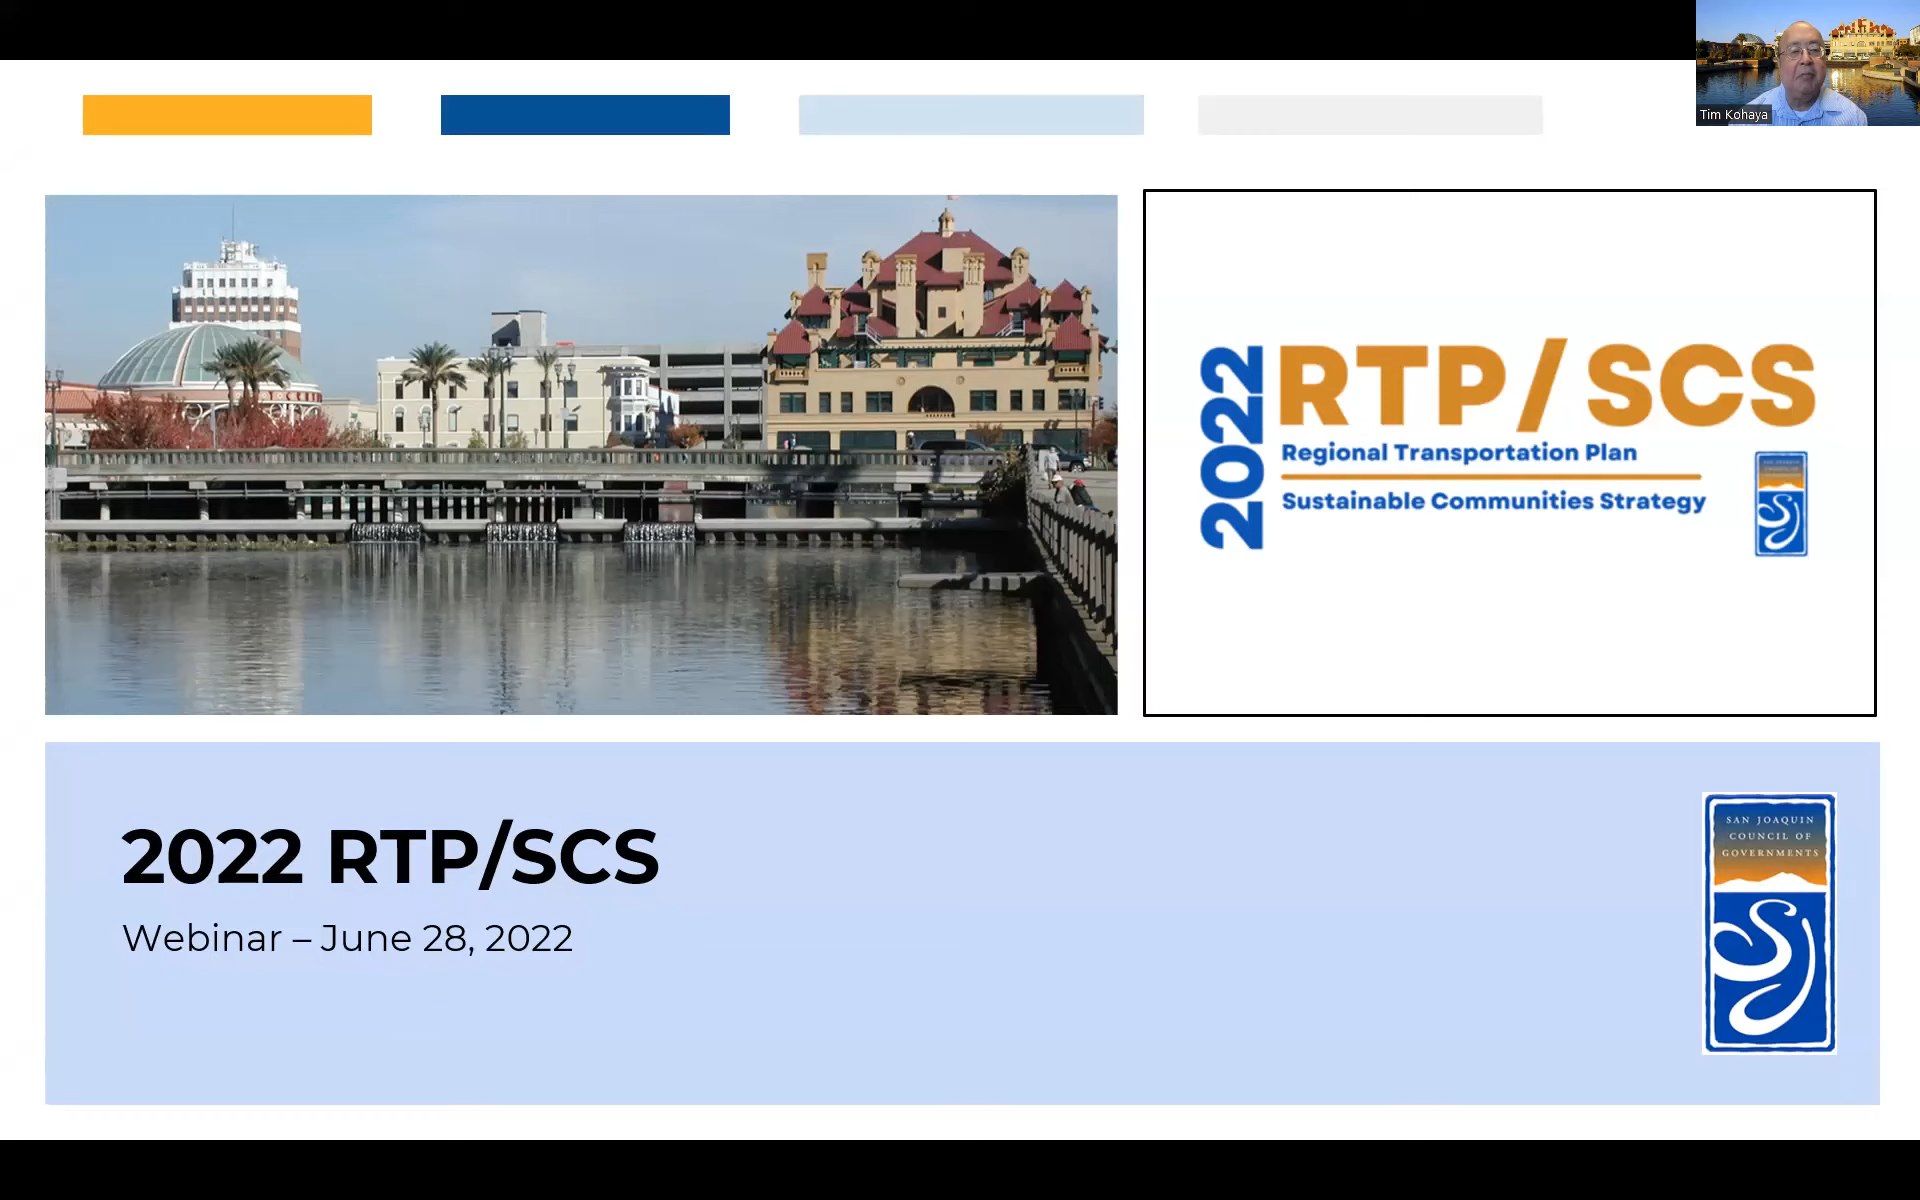 Tim Kohaya
2022
RTP/SCS
Regional Transportation Plan
Sustainable Communities Strategy
2022 RTP/SCS
Webinar – June 28, 2022
SAN JOAQUIN
COUNCIL OF
GOVERNMENTS